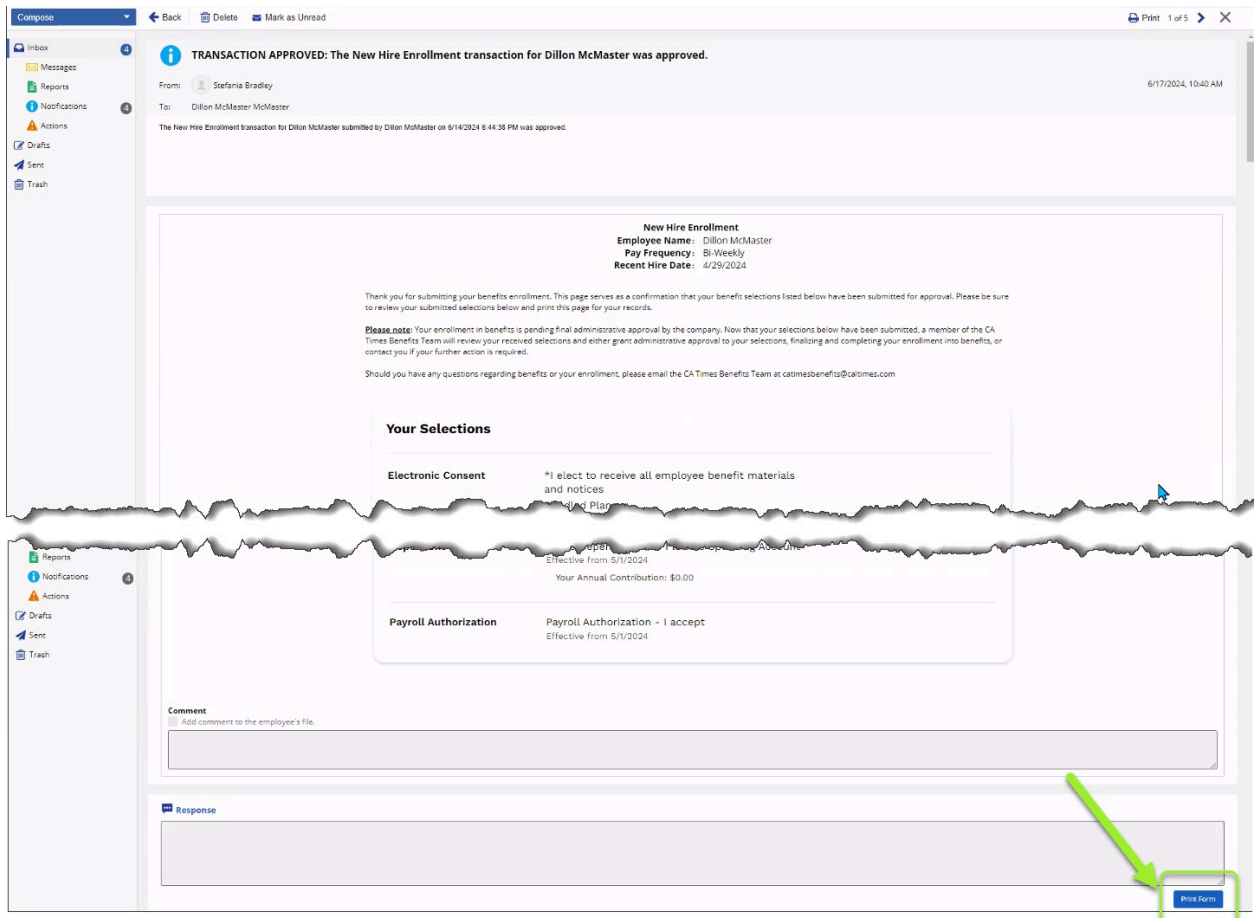 Compose
Back Delete Mark as Unread Print 1 of 5
Inbox 4
Messages
Reports
Notifications 4
Actions
Drafts
Sent
Trash
TRANSACTION APPROVED: The New Hire Enrollment transaction for Dillon McMaster was approved.
From: Stefania Bradley 6/17/2024, 10:40 AM
To: Dillon McMaster McMaster
The New Hire Enrollment transaction for Dillon McMaster submitted by Dillon McMaster on 6/14/2024 6:44:38 PM was approved.
New Hire Enrollment
Employee Name: Dillon McMaster
Pay Frequency: Bi-Weekly
Recent Hire Date: 4/29/2024
Thank you for submitting your benefits enrollment. This page serves as a confirmation that your benefit selections listed below have been submitted for approval. Please be sure
to review your submitted selections below and print this page for your records.
Please note: Your enrollment in benefits is pending final administrative approval by the company. Now that your selections below have been submitted, a member of the CA
Times Benefits Team will review your received selections and either grant administrative approval to your selections, finalizing and completing your enrollment into benefits, or
contact you if your further action is required.
Should you have any questions regarding benefits or your enrollment, please email the CA Times Benefits Team at catimesbenefits@caltimes.com
Your Selections
Electronic Consent *I elect to receive all employee benefit materials
and notices
Reports
Notifications 4
Actions
Drafts
Sent
Trash
Account
Effective from 5/1/2024
Your Annual Contribution: $0.00
Payroll Authorization Payroll Authorization - I accept
Effective from 5/1/2024
Comment
Add comment to the employee's file.
Response
Print Form